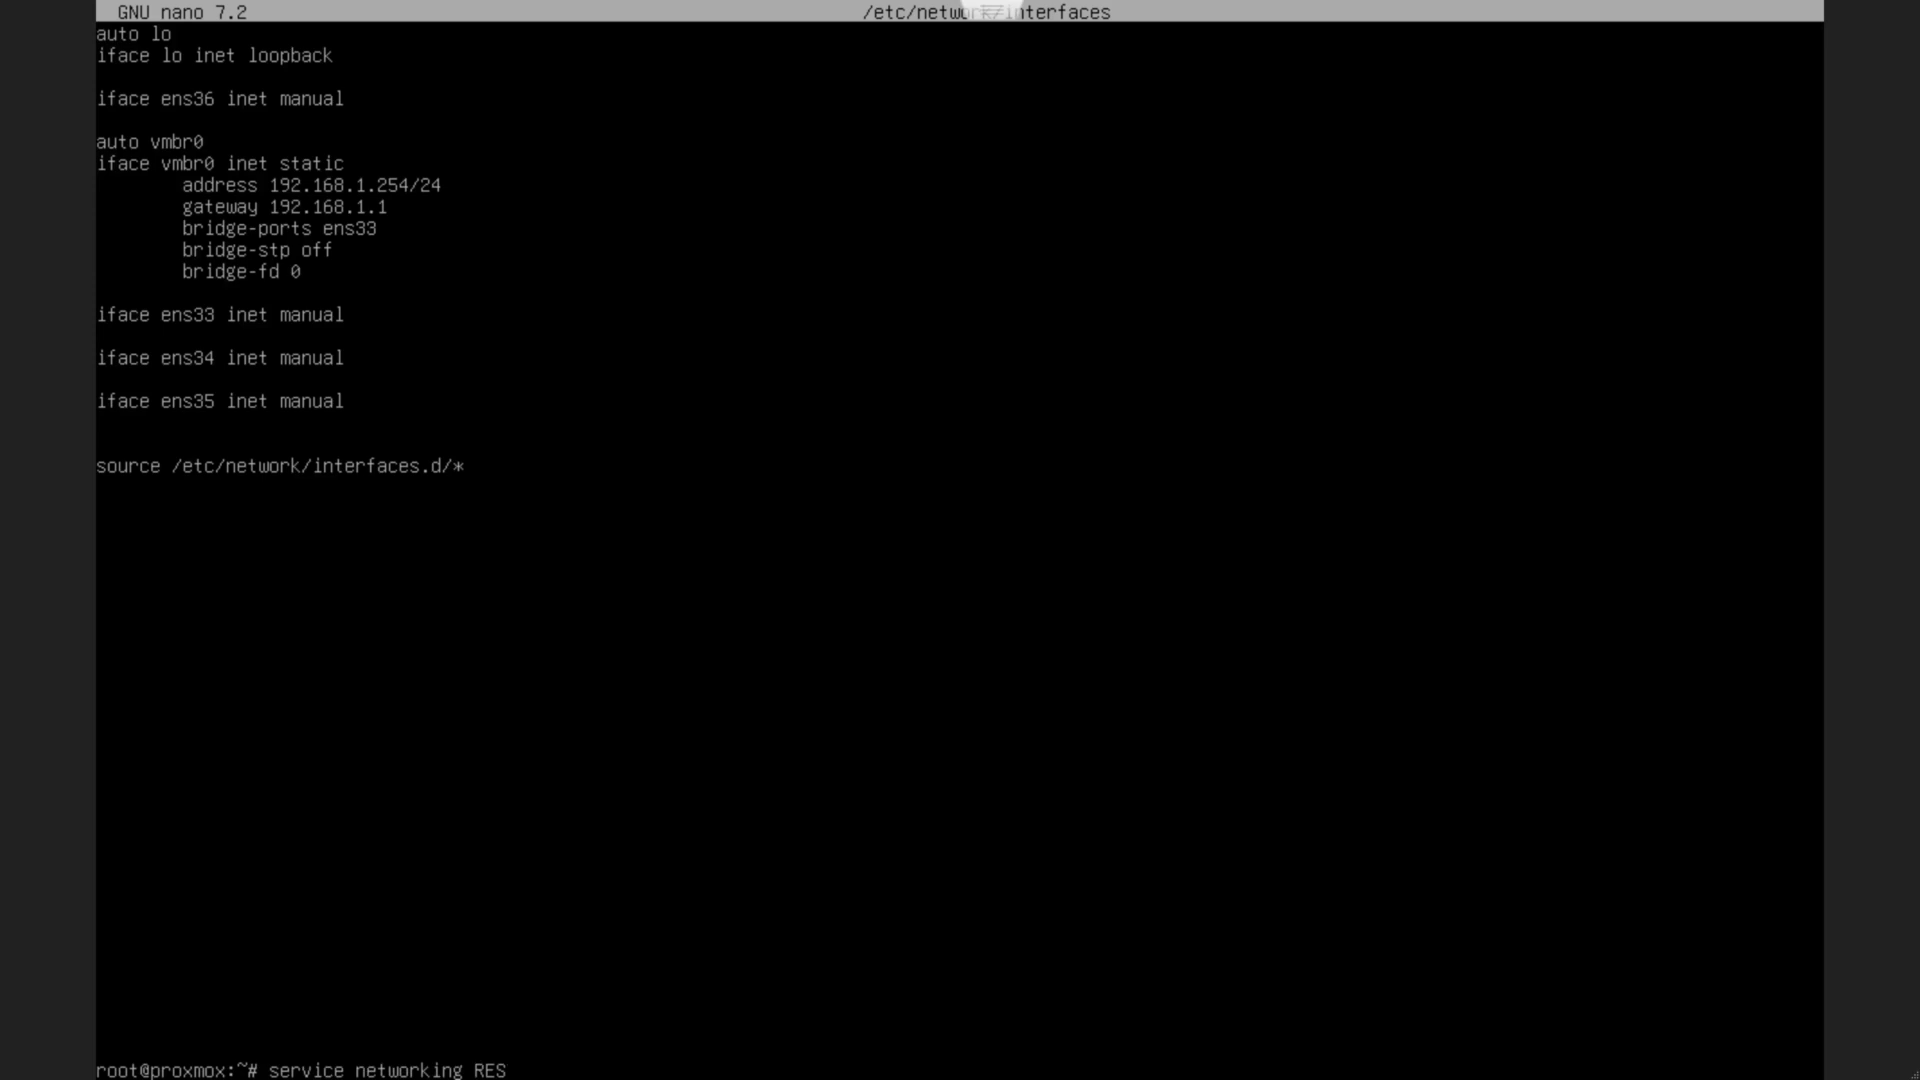 GNU nano 7.2 /etc/network/interfaces
auto lo
iface lo inet loopback
iface ens36 inet manual
auto vmbr0
iface vmbr0 inet static
address 192.168.1.254/24
gateway 192.168.1.1
bridge-ports ens33
bridge-stp off
bridge-fd 0
iface ens33 inet manual
iface ens34 inet manual
iface ens35 inet manual
source /etc/network/interfaces.d/*
root@proxmox:~# service networking RES